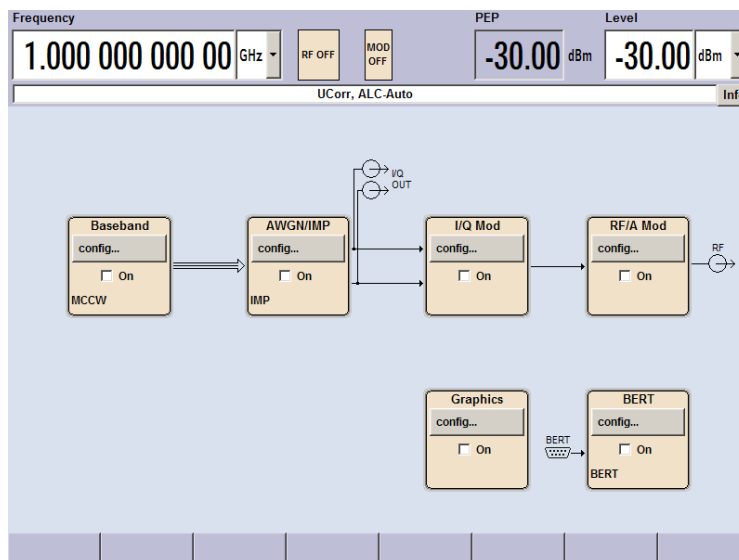 Frequency PEP Level
1.000 000 000 00 GHz RF OFF MOD OFF -30.00 dBm -30.00 dBm
UCorr, ALC-Auto
I/Q
OUT
Baseband AWGN/IMP I/Q Mod RF/A Mod
config... config... config... config...
RF
On On On On
MCCW IMP
Graphics BERT
config... config...
BERT
On On
BERT